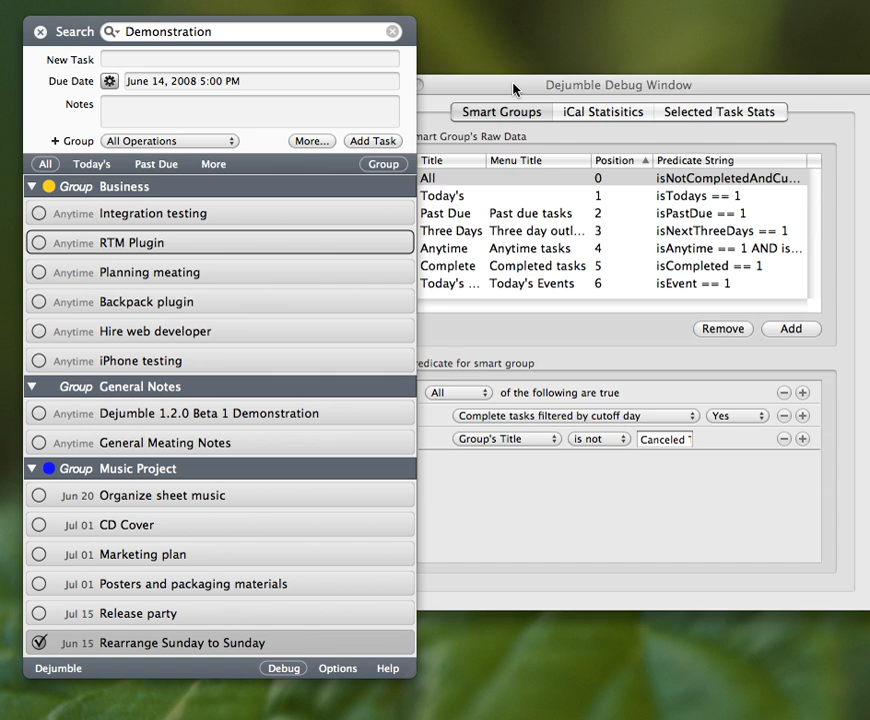 Search Demonstration
New Task
Due Date June 14, 2008 5:00 PM
Notes
+ Group All Operations More... Add Task
All Today's Past Due More Group
Group Business
Anytime Integration testing
Anytime RTM Plugin
Anytime Planning meating
Anytime Backpack plugin
Anytime Hire web developer
Anytime iPhone testing
Group General Notes
Anytime Dejumble 1.2.0 Beta 1 Demonstration
Anytime General Meating Notes
Group Music Project
Jun 20 Organize sheet music
Jul 01 CD Cover
Jul 01 Marketing plan
Jul 01 Posters and packaging materials
Jul 15 Release party
Jun 15 Rearrange Sunday to Sunday
Dejumble Debug Options Help
Dejumble Debug Window
Smart Groups iCal Statisitics Selected Task Stats
mart Group's Raw Data
Title Menu Title Position Predicate String
All 0 isNotCompletedAndCu...
Today's 1 isTodays == 1
Past Due Past due tasks 2 isPastDue == 1
Three Days Three day outl... 3 isNextThreeDays == 1
Anytime Anytime tasks 4 isAnytime == 1 AND is...
Complete Completed tasks 5 isCompleted == 1
Today's ... Today's Events 6 isEvent == 1
Remove Add
edicate for smart group
All of the following are true
Complete tasks filtered by cutoff day Yes
Group's Title is not Canceled